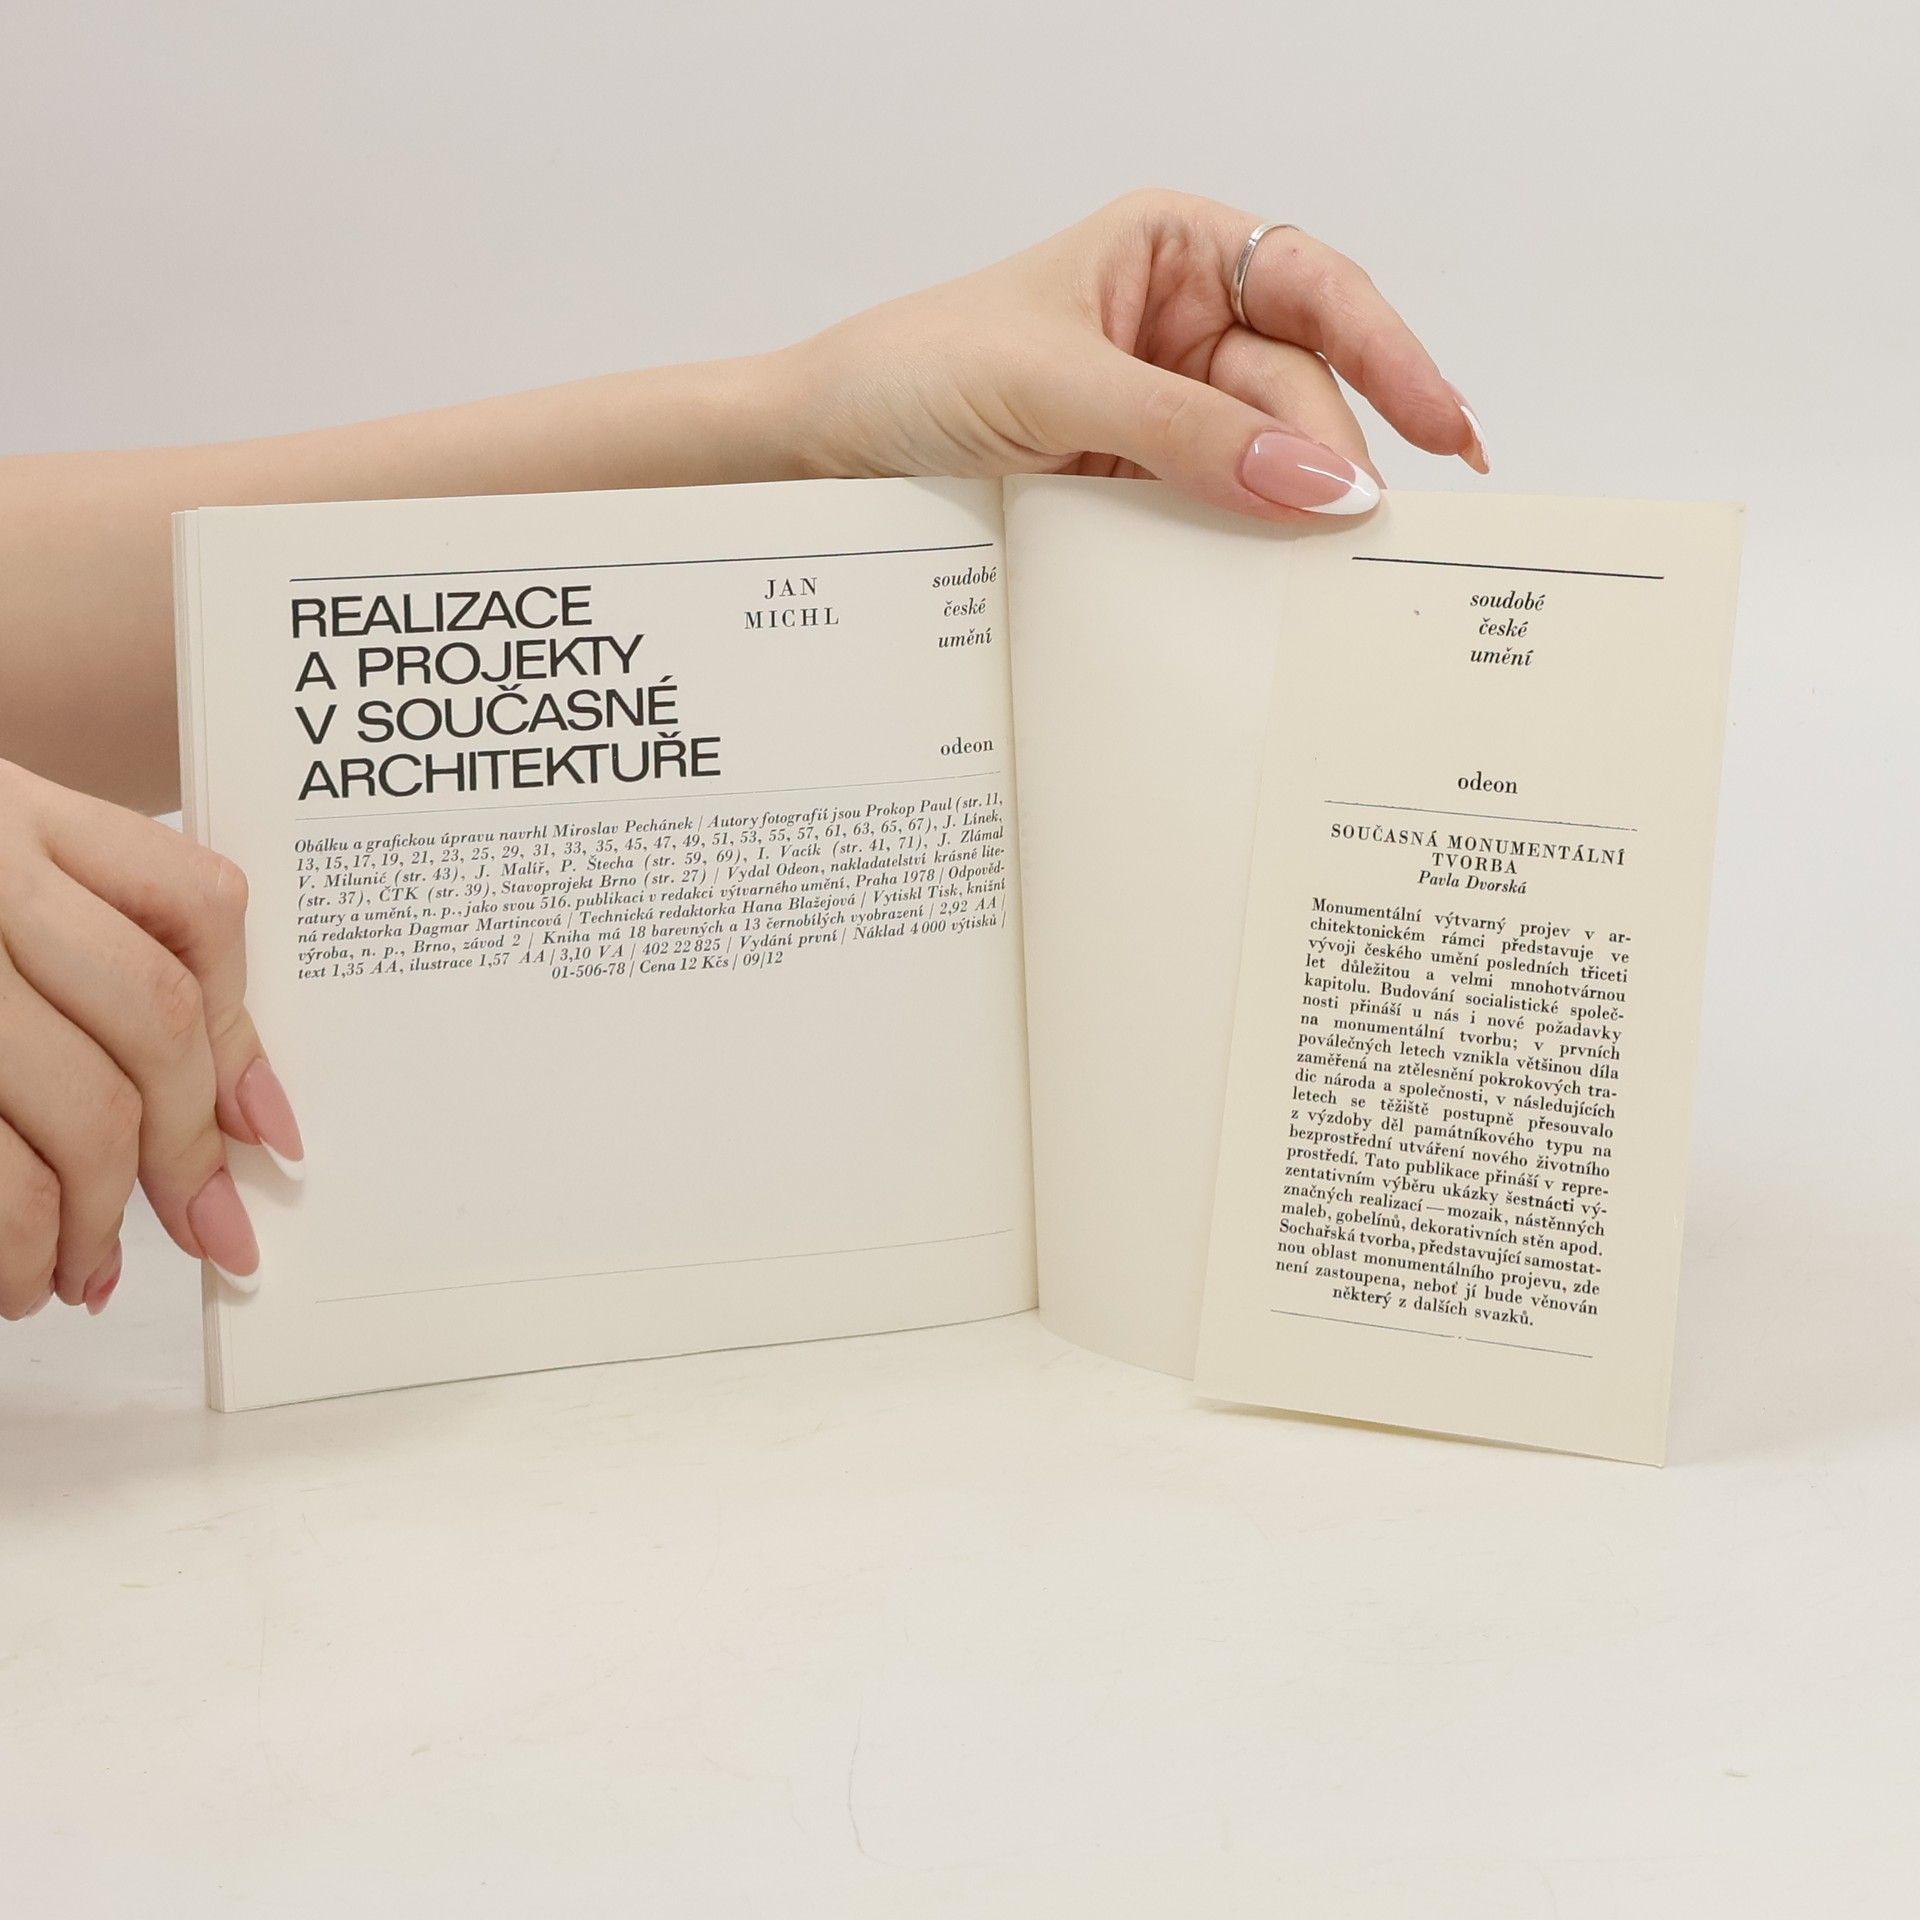 REALIZACE
A PROJEKTY
V SOUČASNÉ
ARCHITEKTUŘE
JAN
MICHL
soudobé
české
umění
odeon
Obálku a grafickou úpravu navrhl Miroslav Pechánek | Autory fotografií jsou Prokop Paul (str. 11,
13, 15, 17, 19, 21, 23, 25, 29, 31, 33, 35, 45, 47, 49, 51, 53, 55, 57, 61, 63, 65, 67), J. Línek,
V. Milunić (str. 43), J. Malíř, P. Štecha (str. 59, 69), I. Vacík (str. 41, 71), J. Zlámal
(str. 37), ČTK (str. 39), Stavoprojekt Brno (str. 27) | Vydal Odeon, nakladatelství krásné lite-
ratury a umění, n. p., jako svou 516. publikaci v redakci výtvarného umění, Praha 1978 | Odpověd-
ná redaktorka Dagmar Martincová | Technická redaktorka Hana Blažejová | Vytiskl Tisk, knižní
výroba, n. p., Brno, závod 2 | Kniha má 18 barevných a 13 černobílých vyobrazení | 2,92 AA |
text 1,35 AA, ilustrace 1,57 AA | 3,10 VA | 402 22 825 | Vydání první | Náklad 4 000 výtisků |
01-506-78 | Cena 12 Kčs | 09/12
soudobé
české
umění
odeon
SOUČASNÁ MONUMENTÁLNÍ
TVORBA
Pavla Dvorská
Monumentální výtvarný projev v ar-
chitektonickém rámci představuje ve
vývoji českého umění posledních třiceti
let důležitou a velmi mnohotvárnou
kapitolu. Budování socialistické společ-
nosti přináší u nás i nové požadavky
na monumentální tvorbu; v prvních
poválečných letech vznikla většinou díla
zaměřená na ztělesnění pokrokových tra-
dic národa a společnosti, v následujících
letech se těžiště postupně přesouvalo
z výzdoby děl památníkového typu na
bezprostřední utváření nového životního
prostředí. Tato publikace přináší v repre-
zentativním výběru ukázky šestnácti vý-
značných realizací — mozaik, nástěnných
maleb, gobelínů, dekorativních stěn apod.
Sochařská tvorba, představující samostat-
nou oblast monumentálního projevu, zde
není zastoupena, neboť jí bude věnován
některý z dalších svazků.